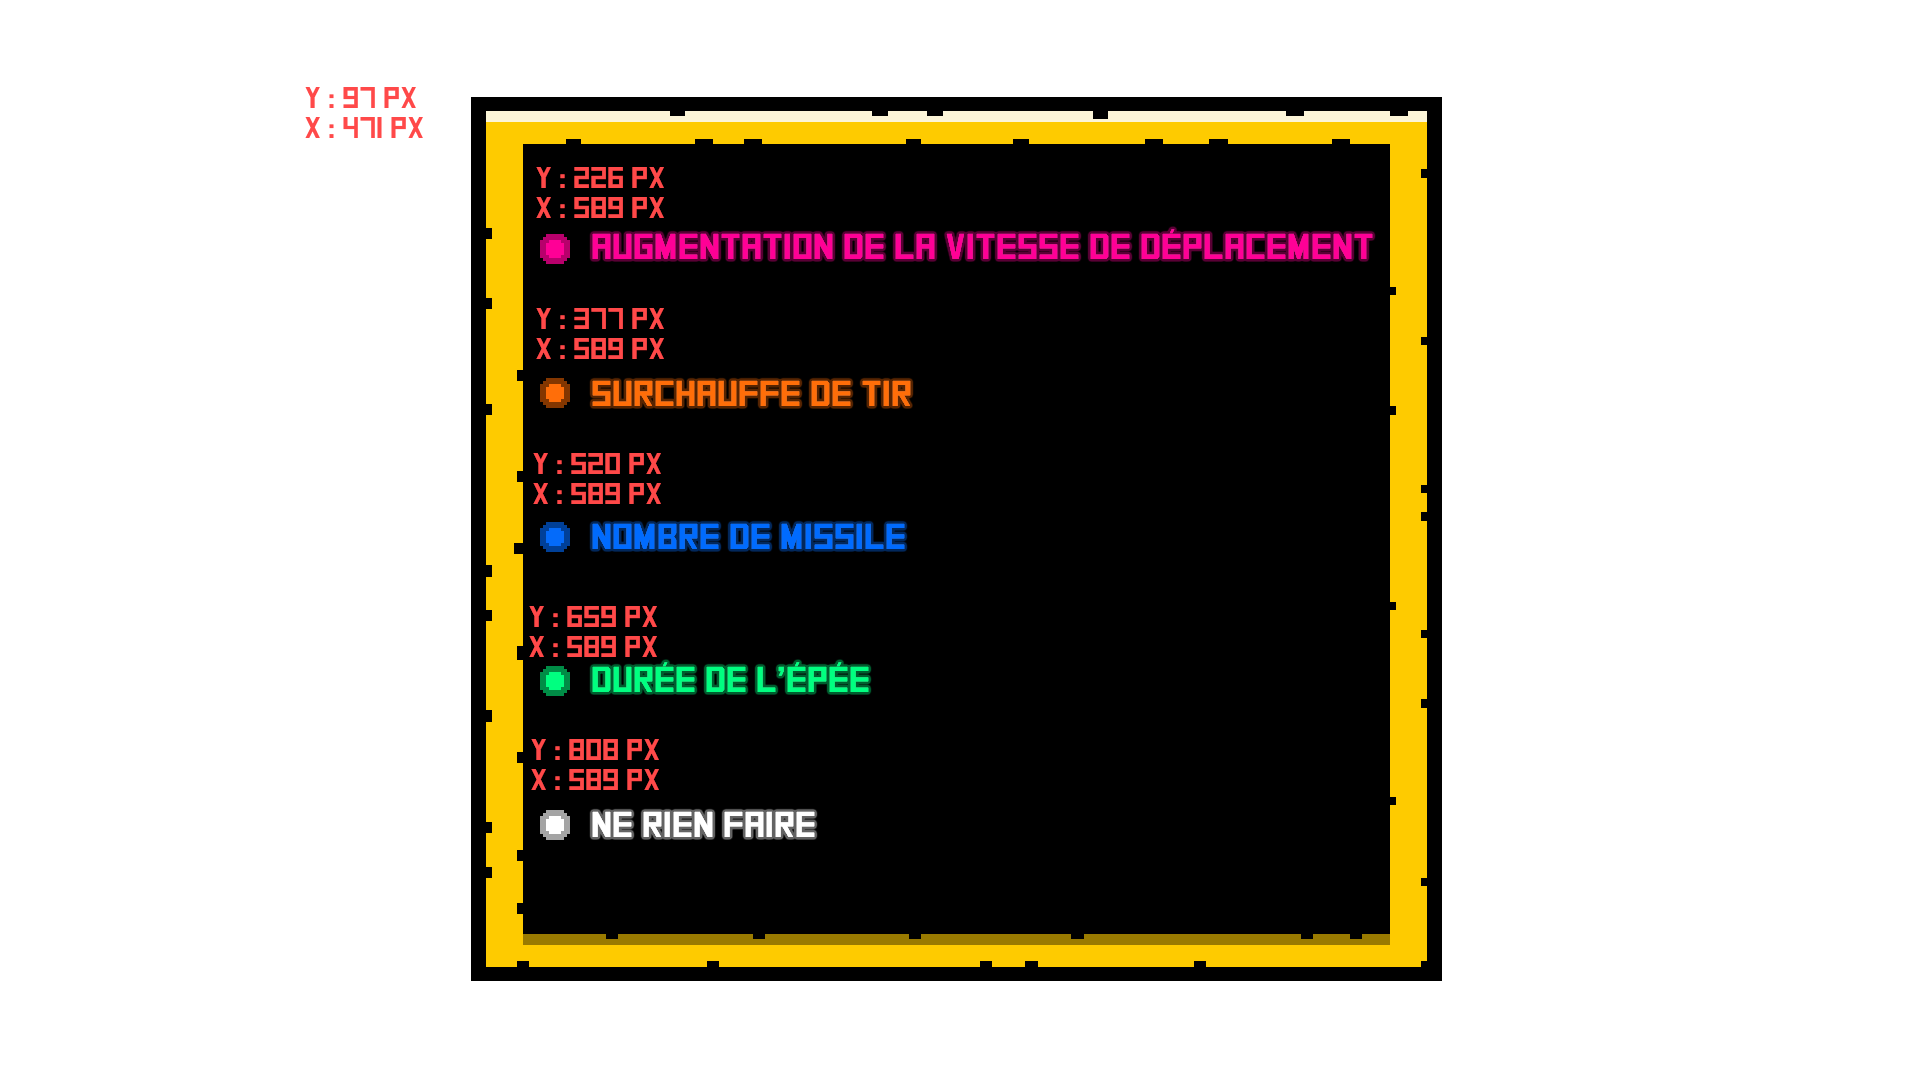 Y : 97 PX
X : 471 PX
Y : 226 PX
X : 589 PX
AUGMENTATION DE LA VITESSE DE DÉPLACEMENT
Y : 377 PX
X : 589 PX
SURCHAUFFE DE TIR
Y : 520 PX
X : 589 PX
NOMBRE DE MISSILE
Y : 659 PX
X : 589 PX
DURÉE DE L'ÉPÉE
Y : 808 PX
X : 589 PX
NE RIEN FAIRE